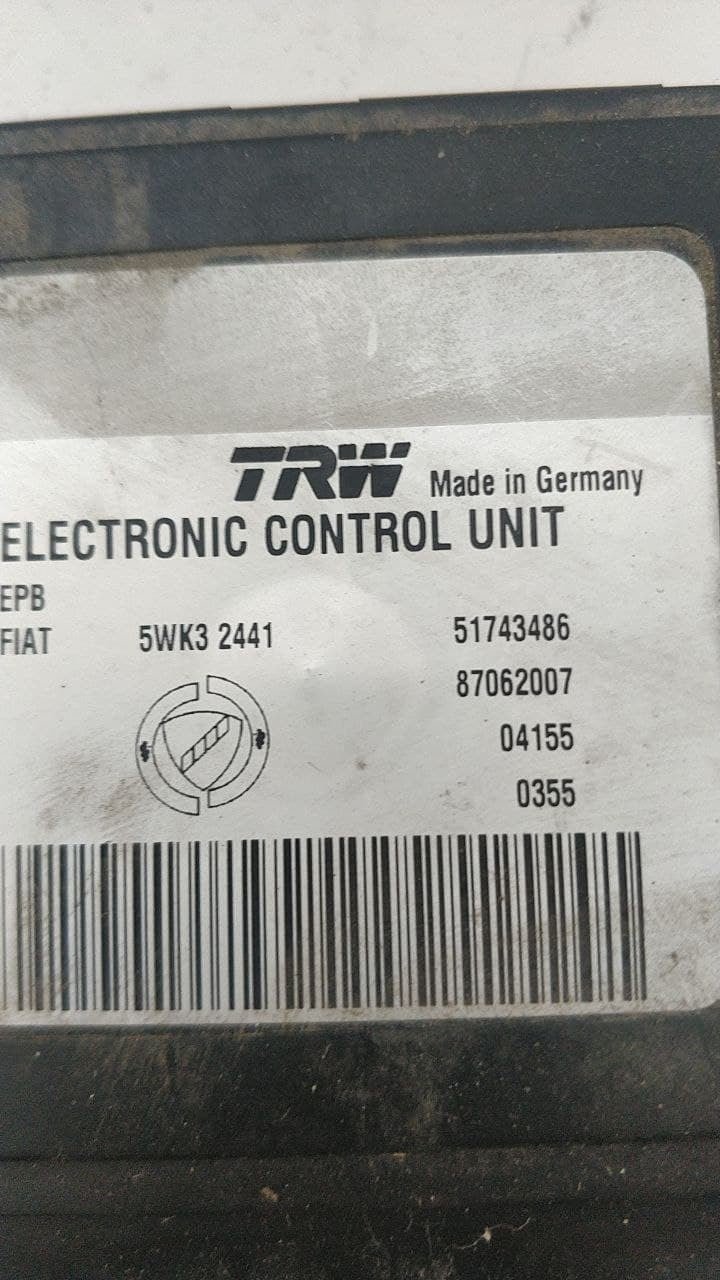 TRW Made in Germany
ELECTRONIC CONTROL UNIT
EPB
FIAT 5WK3 2441 51743486
87062007
04155
0355